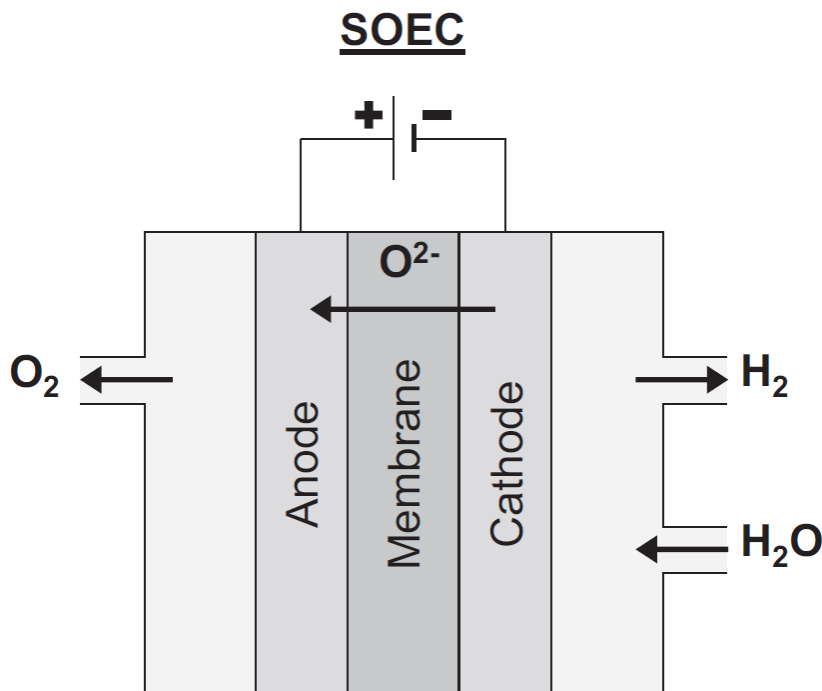 SOEC
+ −
O²⁻
O₂
H₂
Anode
Membrane
Cathode
H₂O